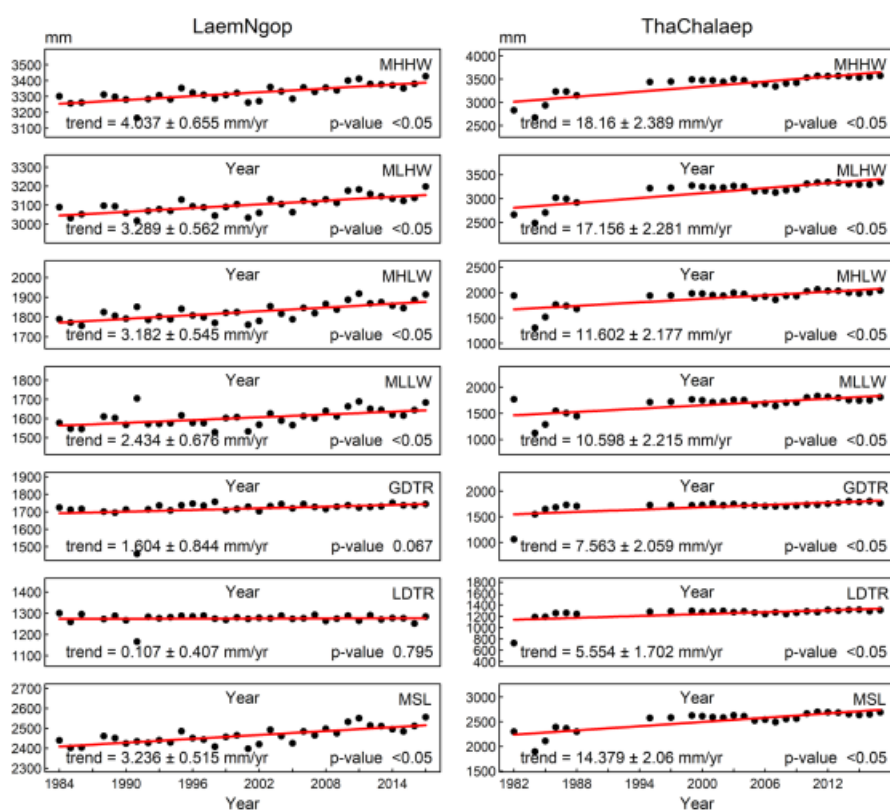 LaemNgop
mm
MHHW
3500
3400
3300
3200
3100
trend = 4.037 ± 0.655 mm/yr p-value <0.05
Year
MLHW
3300
3200
3100
3000
trend = 3.289 ± 0.562 mm/yr p-value <0.05
Year
MHLW
2000
1900
1800
1700
trend = 3.182 ± 0.545 mm/yr p-value <0.05
Year
MLLW
1800
1700
1600
1500
trend = 2.434 ± 0.676 mm/yr p-value <0.05
Year
GDTR
1900
1800
1700
1600
1500
trend = 1.604 ± 0.844 mm/yr p-value 0.067
Year
LDTR
1400
1300
1200
1100
trend = 0.107 ± 0.407 mm/yr p-value 0.795
Year
MSL
2700
2600
2500
2400
2300
trend = 3.236 ± 0.515 mm/yr p-value <0.05
1984 1990 1996 2002 2008 2014
Year
ThaChalaep
mm
MHHW
4000
3500
3000
2500
trend = 18.16 ± 2.389 mm/yr p-value <0.05
Year
MLHW
3500
3000
2500
trend = 17.156 ± 2.281 mm/yr p-value <0.05
Year
MHLW
2500
2000
1500
1000
trend = 11.602 ± 2.177 mm/yr p-value <0.05
Year
MLLW
2000
1500
1000
trend = 10.598 ± 2.215 mm/yr p-value <0.05
Year
GDTR
2000
1500
1000
trend = 7.563 ± 2.059 mm/yr p-value <0.05
Year
LDTR
1800
1600
1400
1200
1000
800
600
400
trend = 5.554 ± 1.702 mm/yr p-value <0.05
Year
MSL
3000
2500
2000
1500
trend = 14.379 ± 2.06 mm/yr p-value <0.05
1982 1988 1994 2000 2006 2012
Year